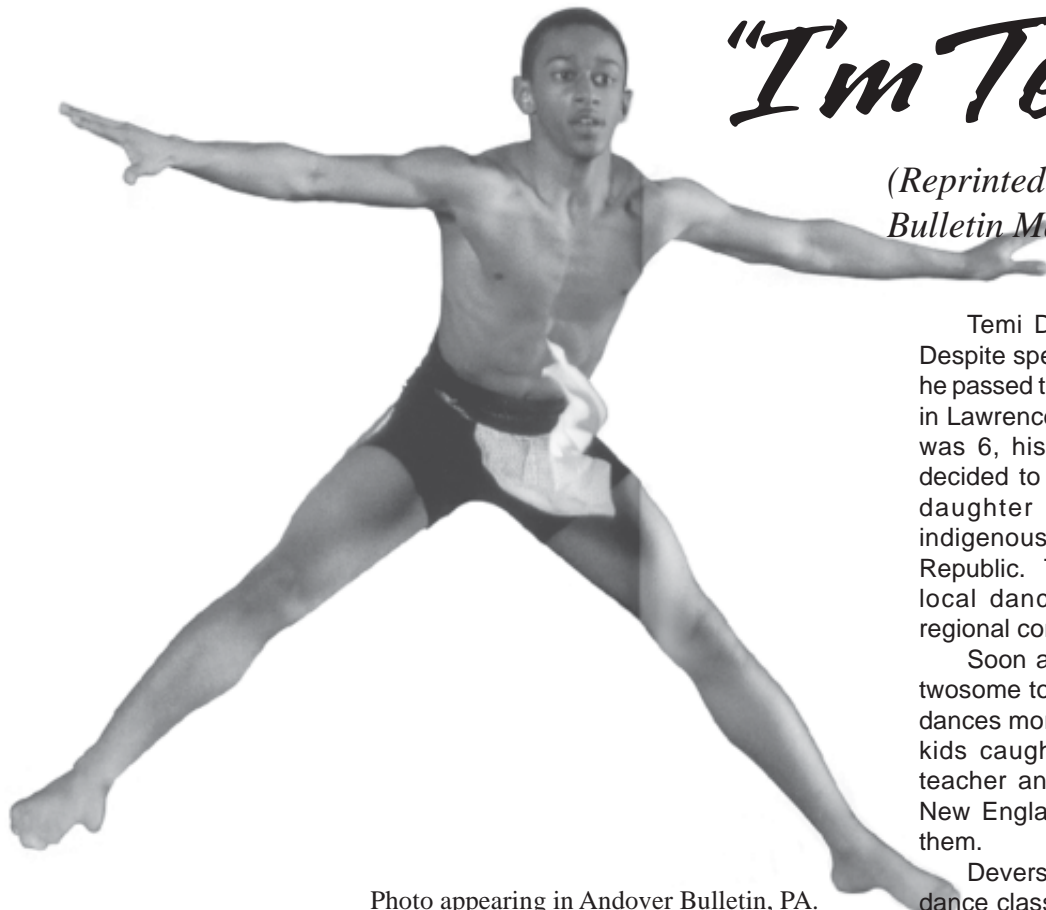 "I'm Te
(Reprinted
Bulletin M
Temi D
Despite spe
he passed t
in Lawrence
was 6, his
decided to
daughter
indigenous
Republic. T
local danc
regional co
Soon a
twosome to
dances mo
kids caugh
teacher an
New Engla
them.
Devers
dance class
Photo appearing in Andover Bulletin, PA.